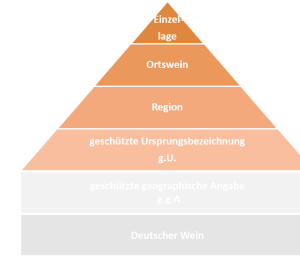 Einzel-
lage
Ortswein
Region
geschützte Ursprungsbezeichnung
g.U.
geschützte geographische Angabe
g.g.A
Deutscher Wein